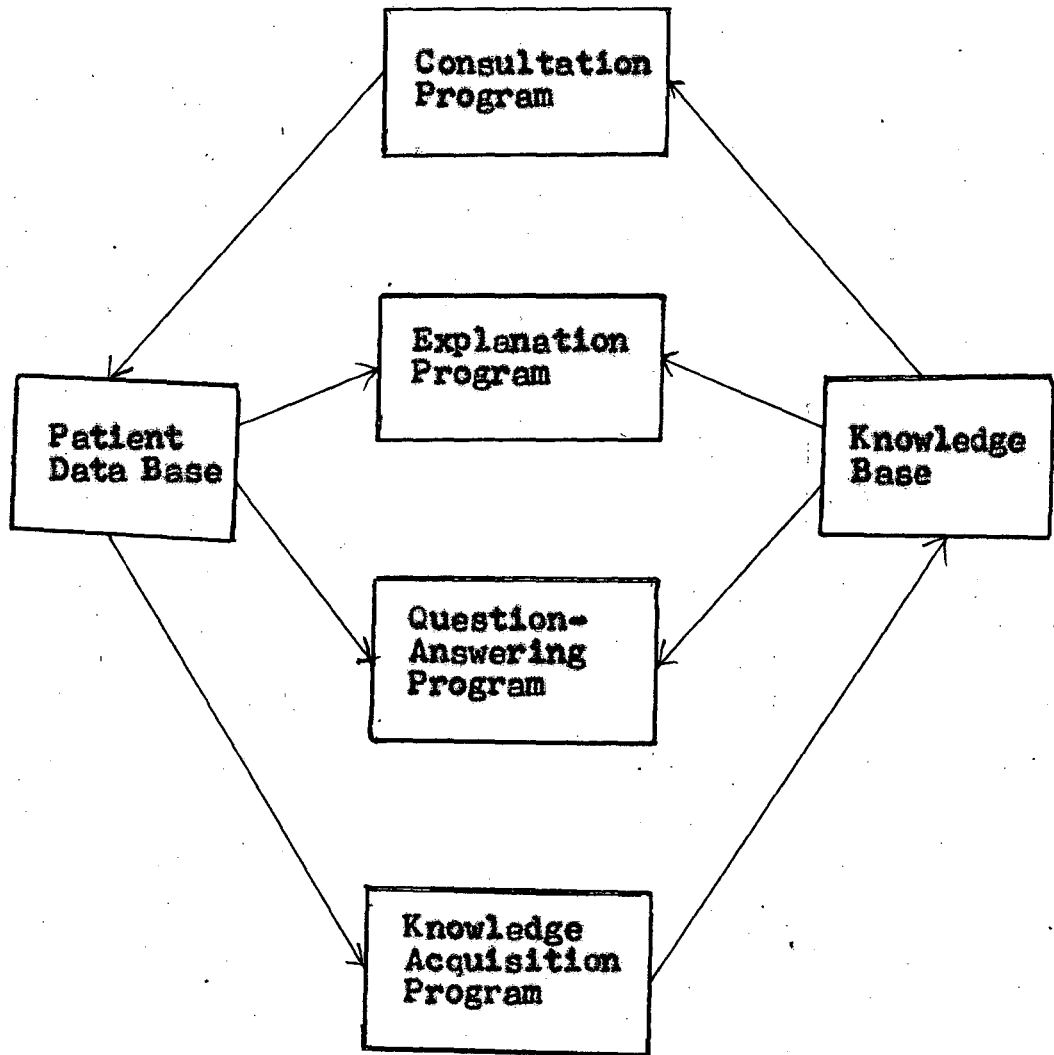 Consultation
Program
Explanation
Program
Patient
Data Base
Knowledge
Base
Question-
Answering
Program
Knowledge
Acquisition
Program